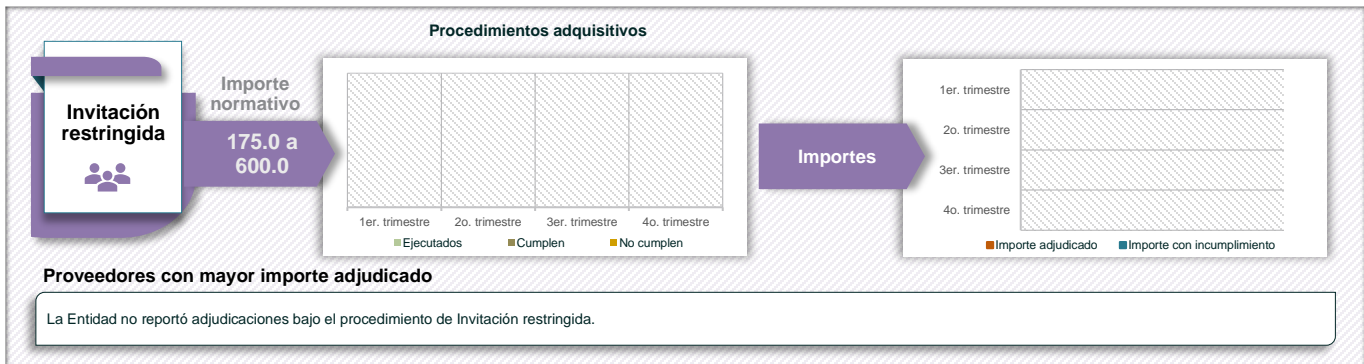 Procedimientos adquisitivos
Invitación
restringida
Importe
normativo
175.0 a
600.0
1er. trimestre 2o. trimestre 3er. trimestre 4o. trimestre
Ejecutados Cumplen No cumplen
Importes
1er. trimestre
2o. trimestre
3er. trimestre
4o. trimestre
Importe adjudicado Importe con incumplimiento
Proveedores con mayor importe adjudicado
La Entidad no reportó adjudicaciones bajo el procedimiento de Invitación restringida.